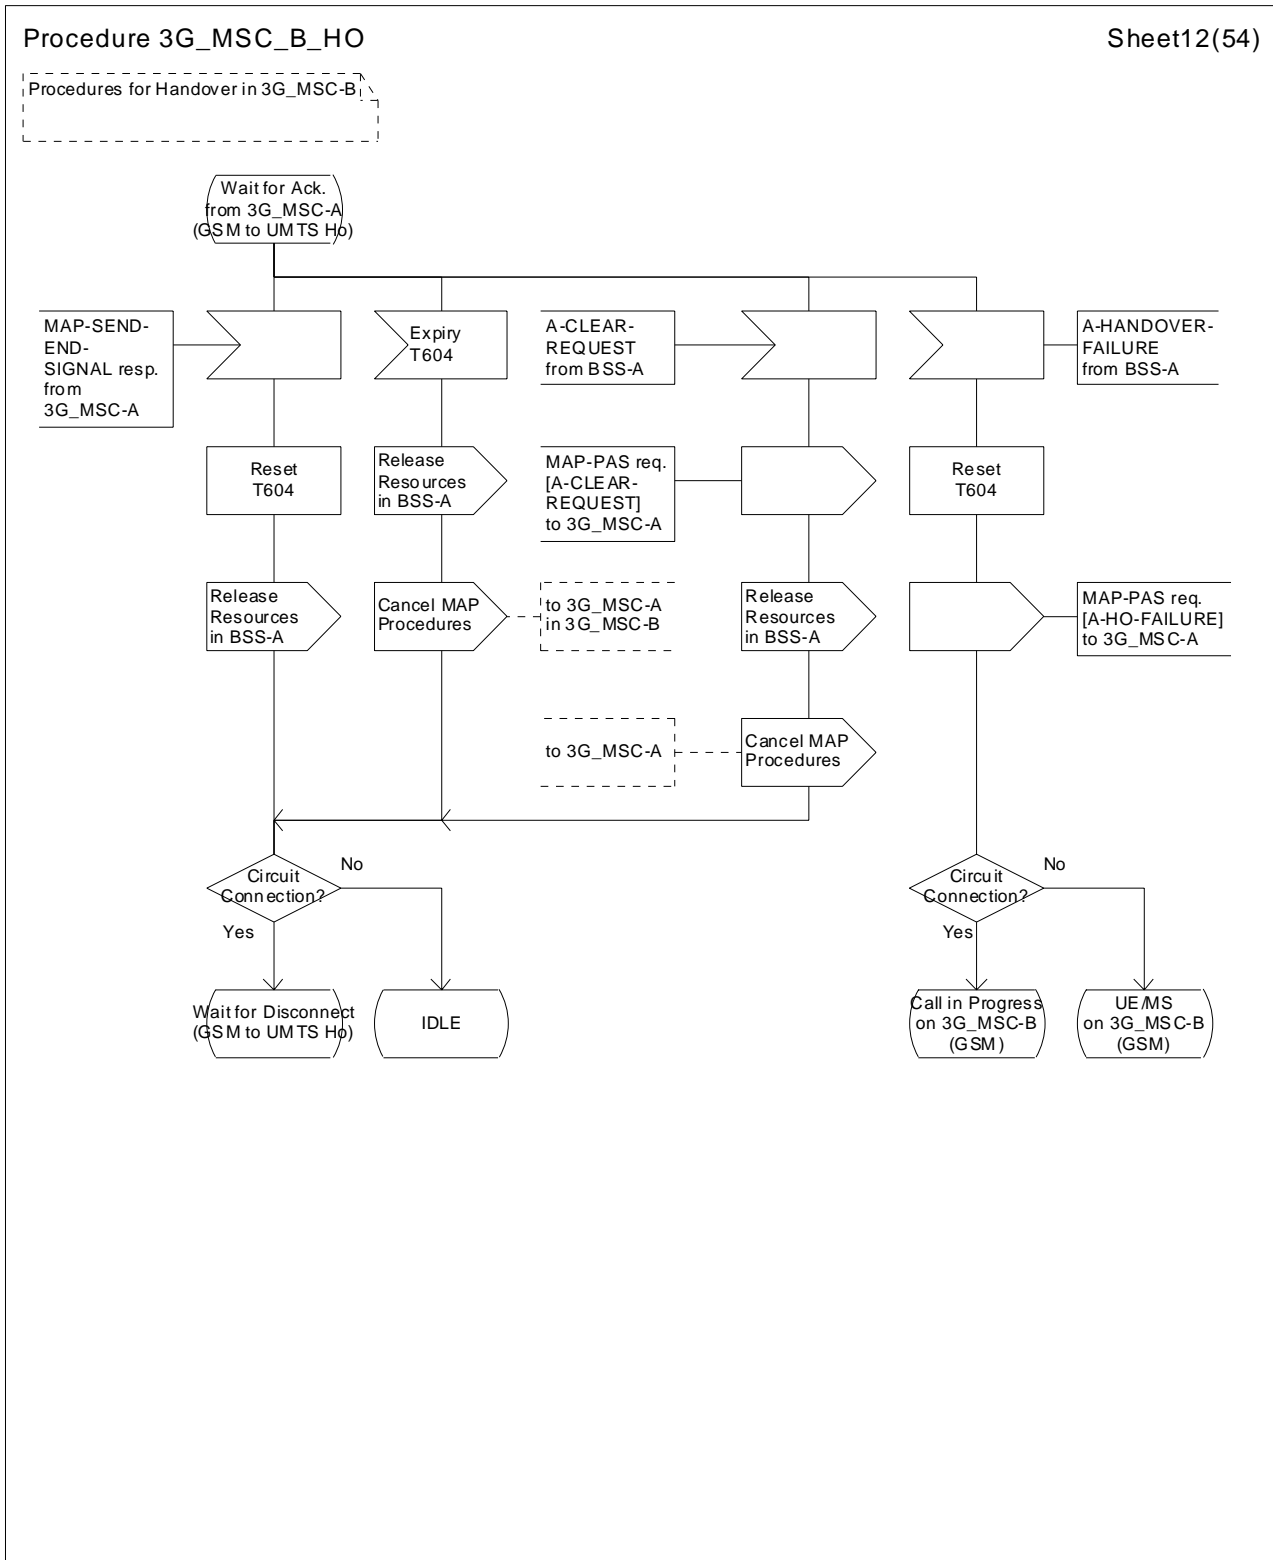 Procedure 3G_MSC_B_HO
Sheet12(54)
Procedures for Handover in 3G_MSC-B
Wait for Ack.
from 3G_MSC-A
(GSM to UMTS Ho)
MAP-SEND-
END-
SIGNAL resp.
from
3G_MSC-A
Expiry
T604
A-CLEAR-
REQUEST
from BSS-A
A-HANDOVER-
FAILURE
from BSS-A
Reset
T604
Release
Resources
in BSS-A
MAP-PAS req.
[A-CLEAR-
REQUEST]
to 3G_MSC-A
Reset
T604
Release
Resources
in BSS-A
Cancel MAP
Procedures
to 3G_MSC-A
in 3G_MSC-B
Release
Resources
in BSS-A
MAP-PAS req.
[A-HO-FAILURE]
to 3G_MSC-A
to 3G_MSC-A
Cancel MAP
Procedures
Circuit
Connection?
No
Yes
Circuit
Connection?
No
Yes
Wait for Disconnect
(GSM to UMTS Ho)
IDLE
Call in Progress
on 3G_MSC-B
(GSM)
UE/MS
on 3G_MSC-B
(GSM)